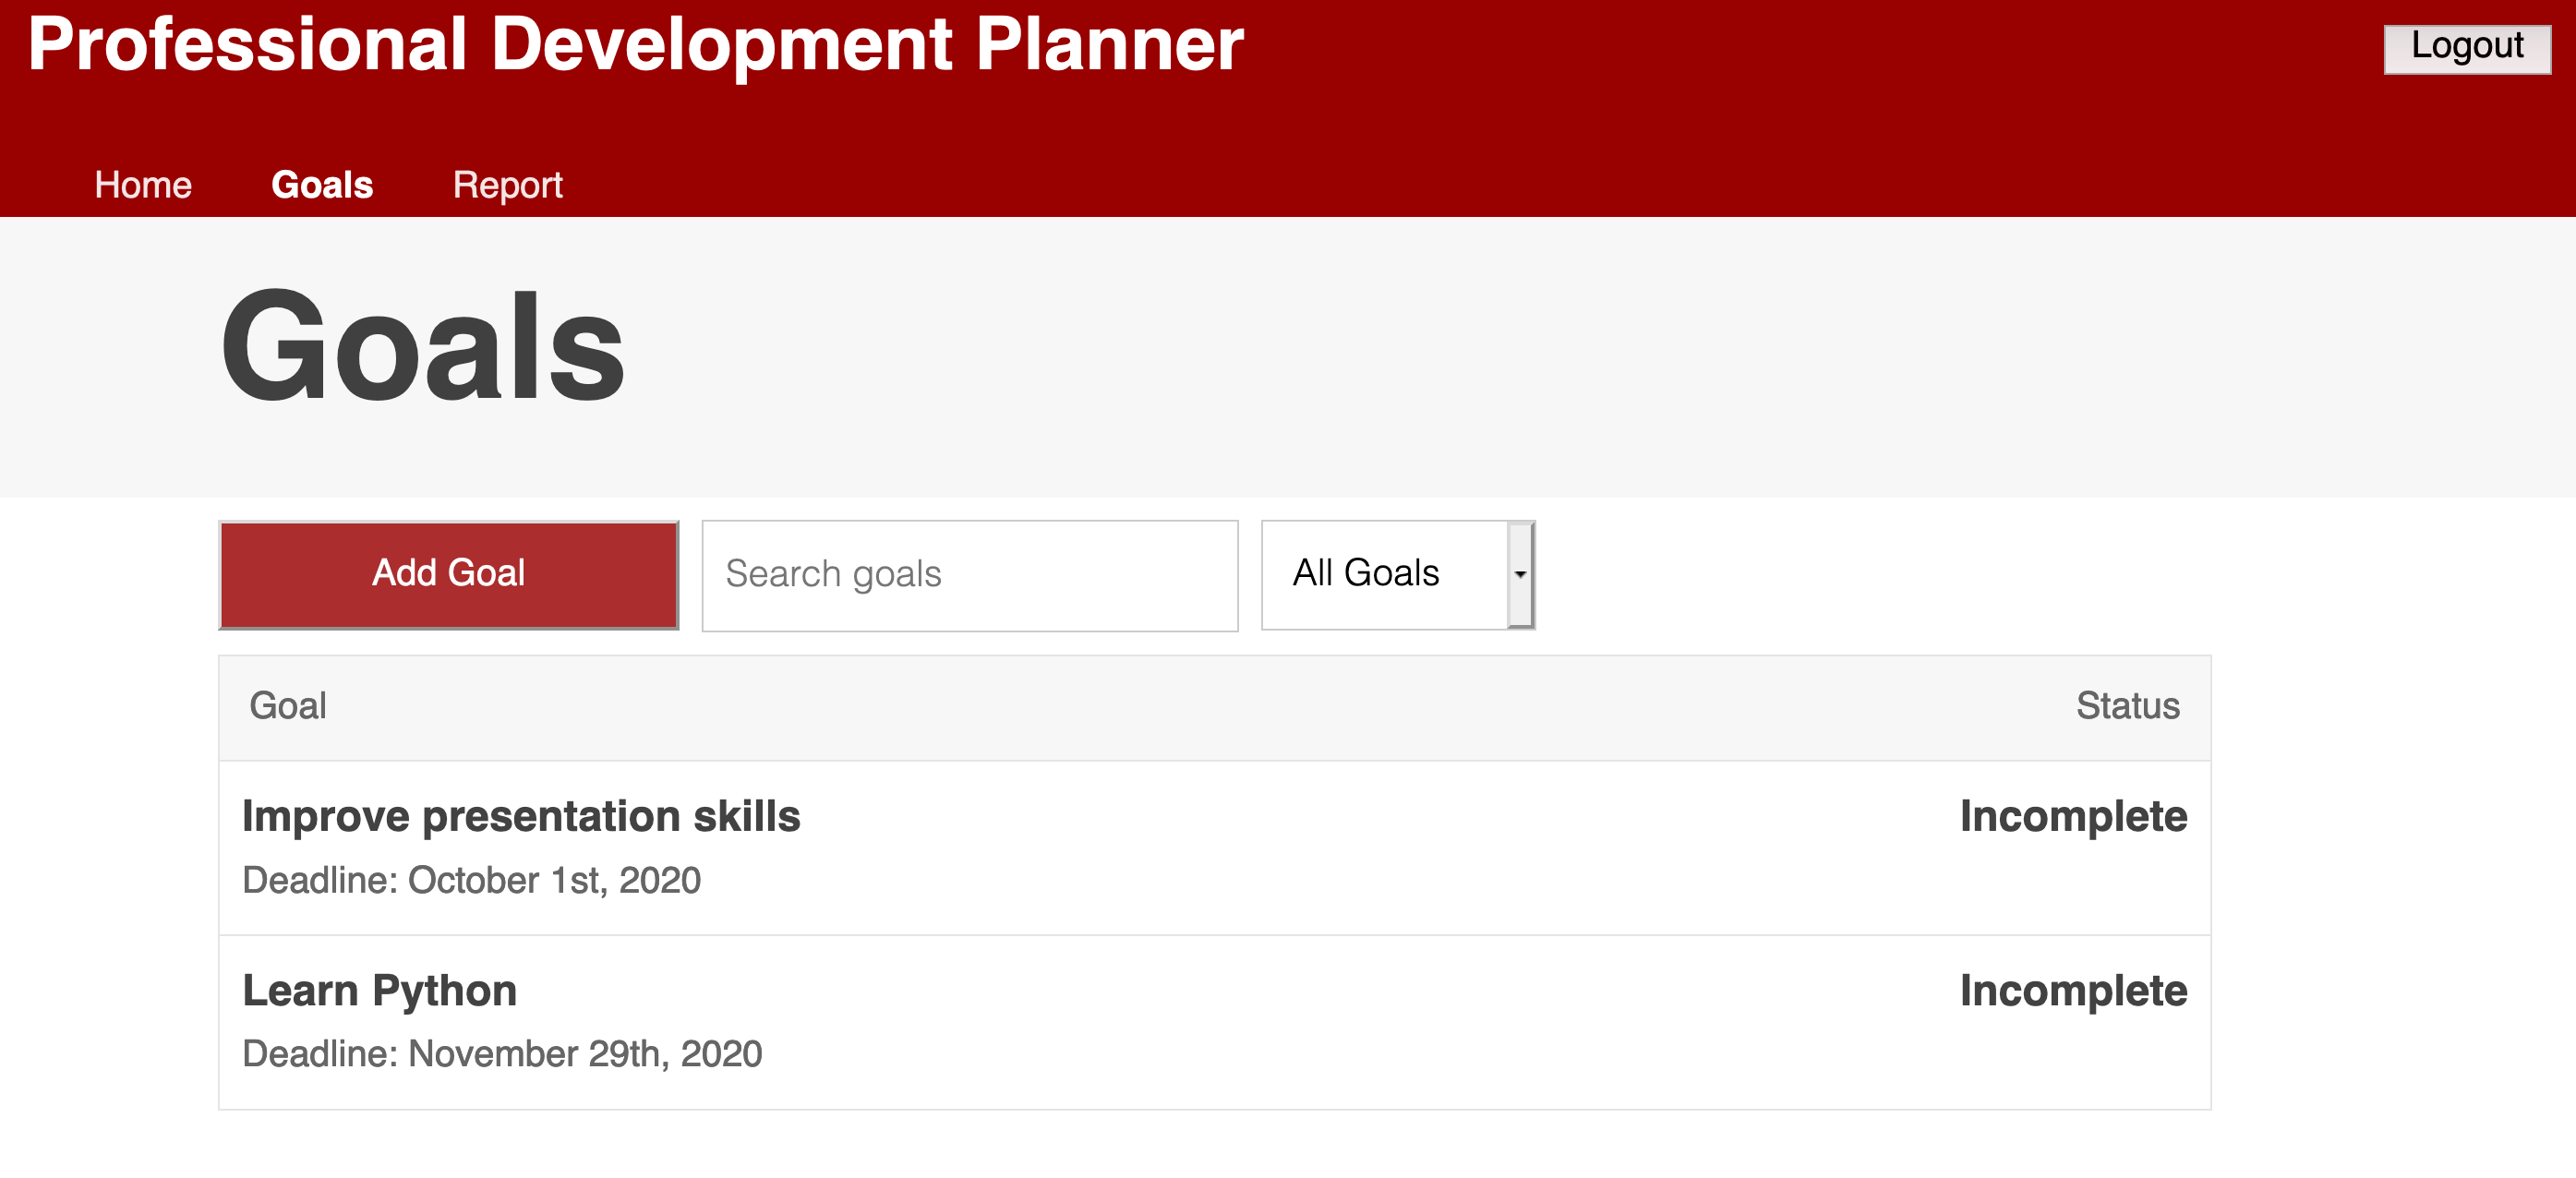 Professional Development Planner
Logout
Home Goals Report
Goals
Add Goal
Search goals
All Goals
Goal Status
Improve presentation skills Incomplete
Deadline: October 1st, 2020
Learn Python Incomplete
Deadline: November 29th, 2020